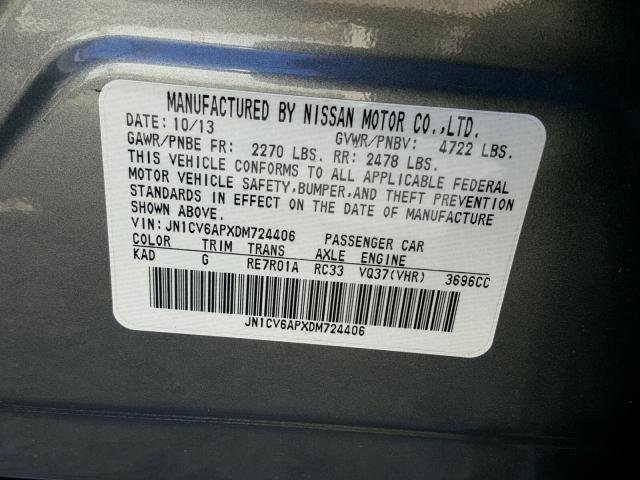 MANUFACTURED BY NISSAN MOTOR CO.,LTD.
DATE: 10/13 GVWR/PNBV: 4722 LBS.
GAWR/PNBE FR: 2270 LBS. RR: 2478 LBS.
THIS VEHICLE CONFORMS TO ALL APPLICABLE FEDERAL
MOTOR VEHICLE SAFETY,BUMPER,AND THEFT PREVENTION
STANDARDS IN EFFECT ON THE DATE OF MANUFACTURE
SHOWN ABOVE.
VIN: JN1CV6APXDM724406 PASSENGER CAR
COLOR TRIM TRANS AXLE ENGINE
KAD G RE7R01A RC33 VQ37(VHR) 3696CC
JN1CV6APXDM724406